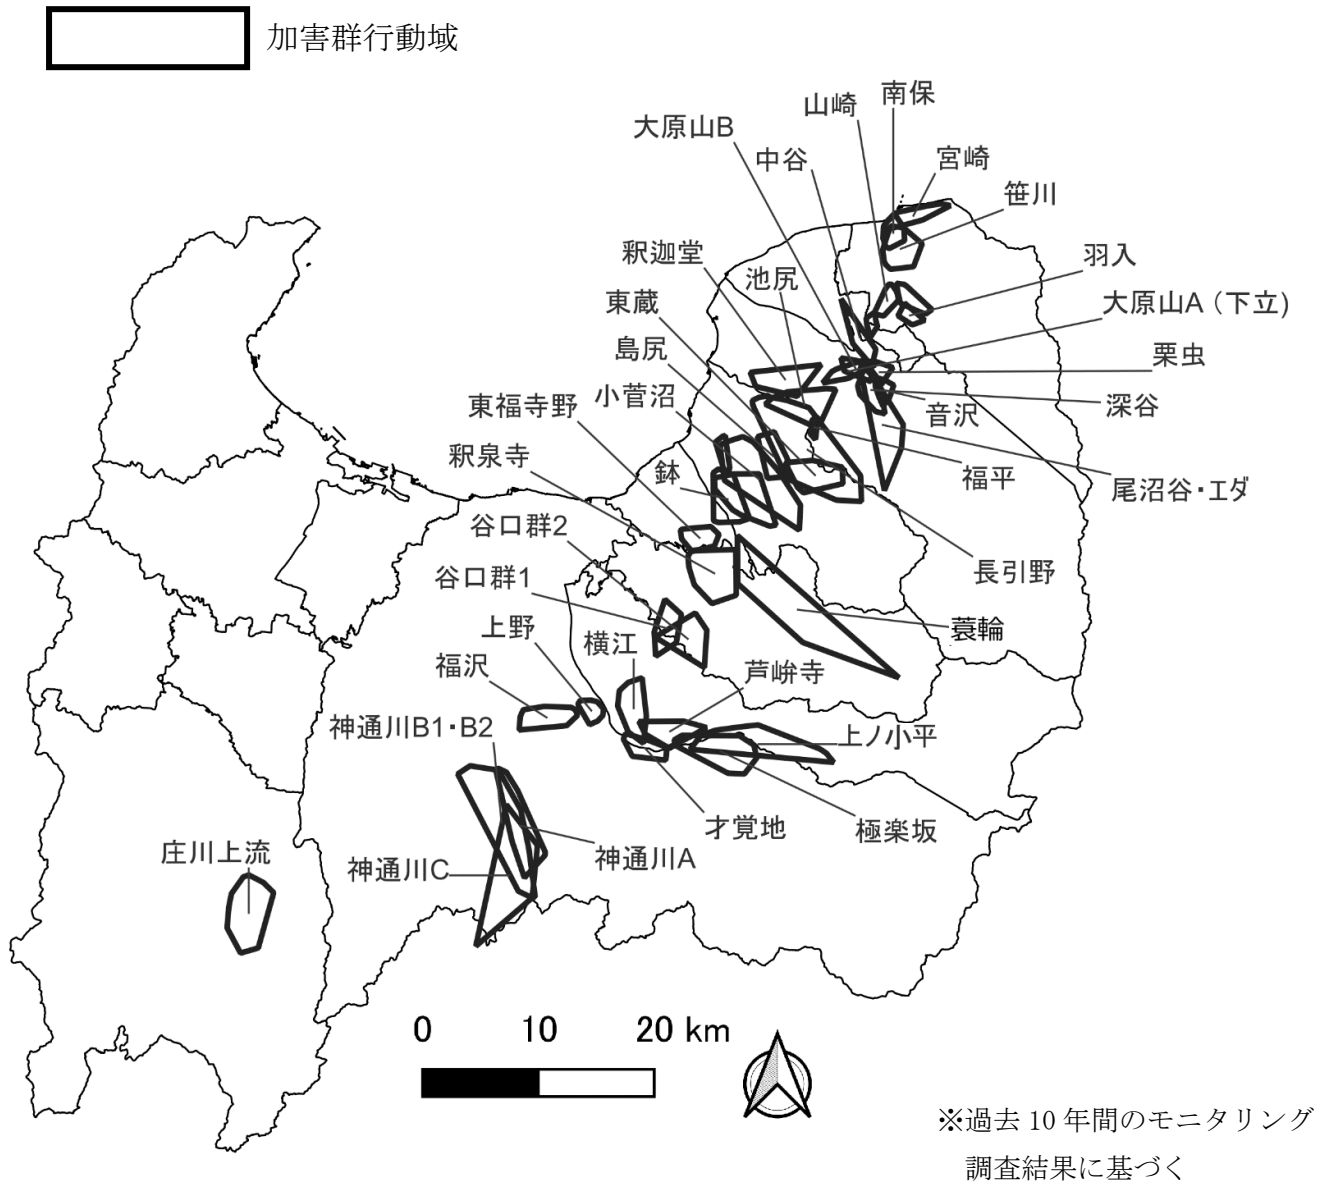 加害群行動域
南保
山崎
大原山B
中谷
宮崎
笹川
釈迦堂
池尻
羽入
東蔵
大原山A（下立）
島尻
栗虫
小菅沼
東福寺野
音沢
深谷
釈泉寺
鉢
福平
尾沼谷・エダ
谷口群2
長引野
谷口群1
上野
横江
蓑輪
福沢
芦峅寺
神通川B1・B2
上ノ小平
才覚地
極楽坂
庄川上流
神通川C
神通川A
0 10 20 km
※過去 10 年間のモニタリング
調査結果に基づく